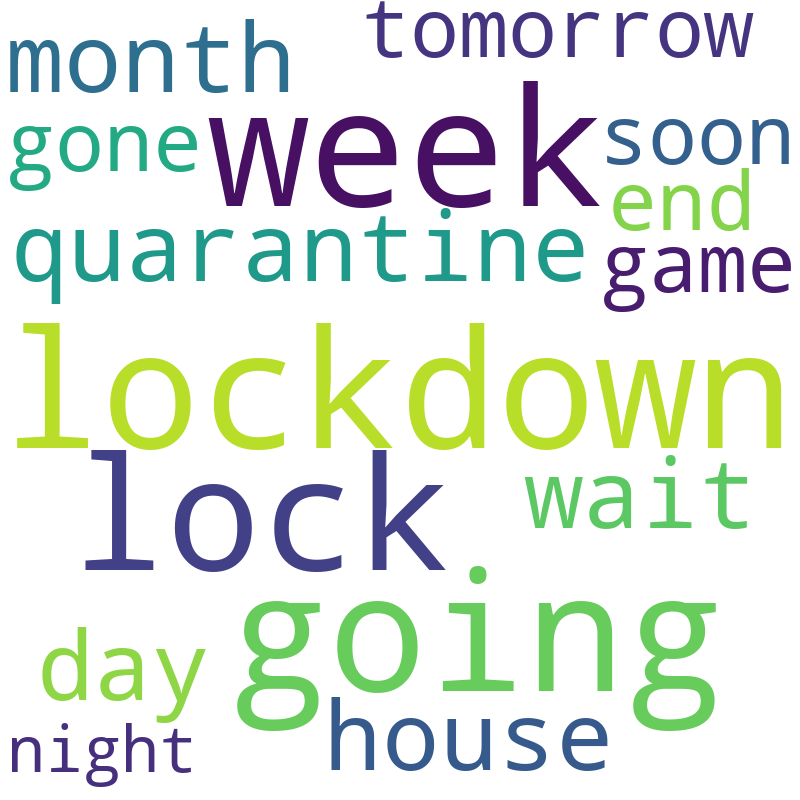 tomorrow
month
week
soon
gone
end
quarantine
game
lockdown
lock
wait
going
day
house
night